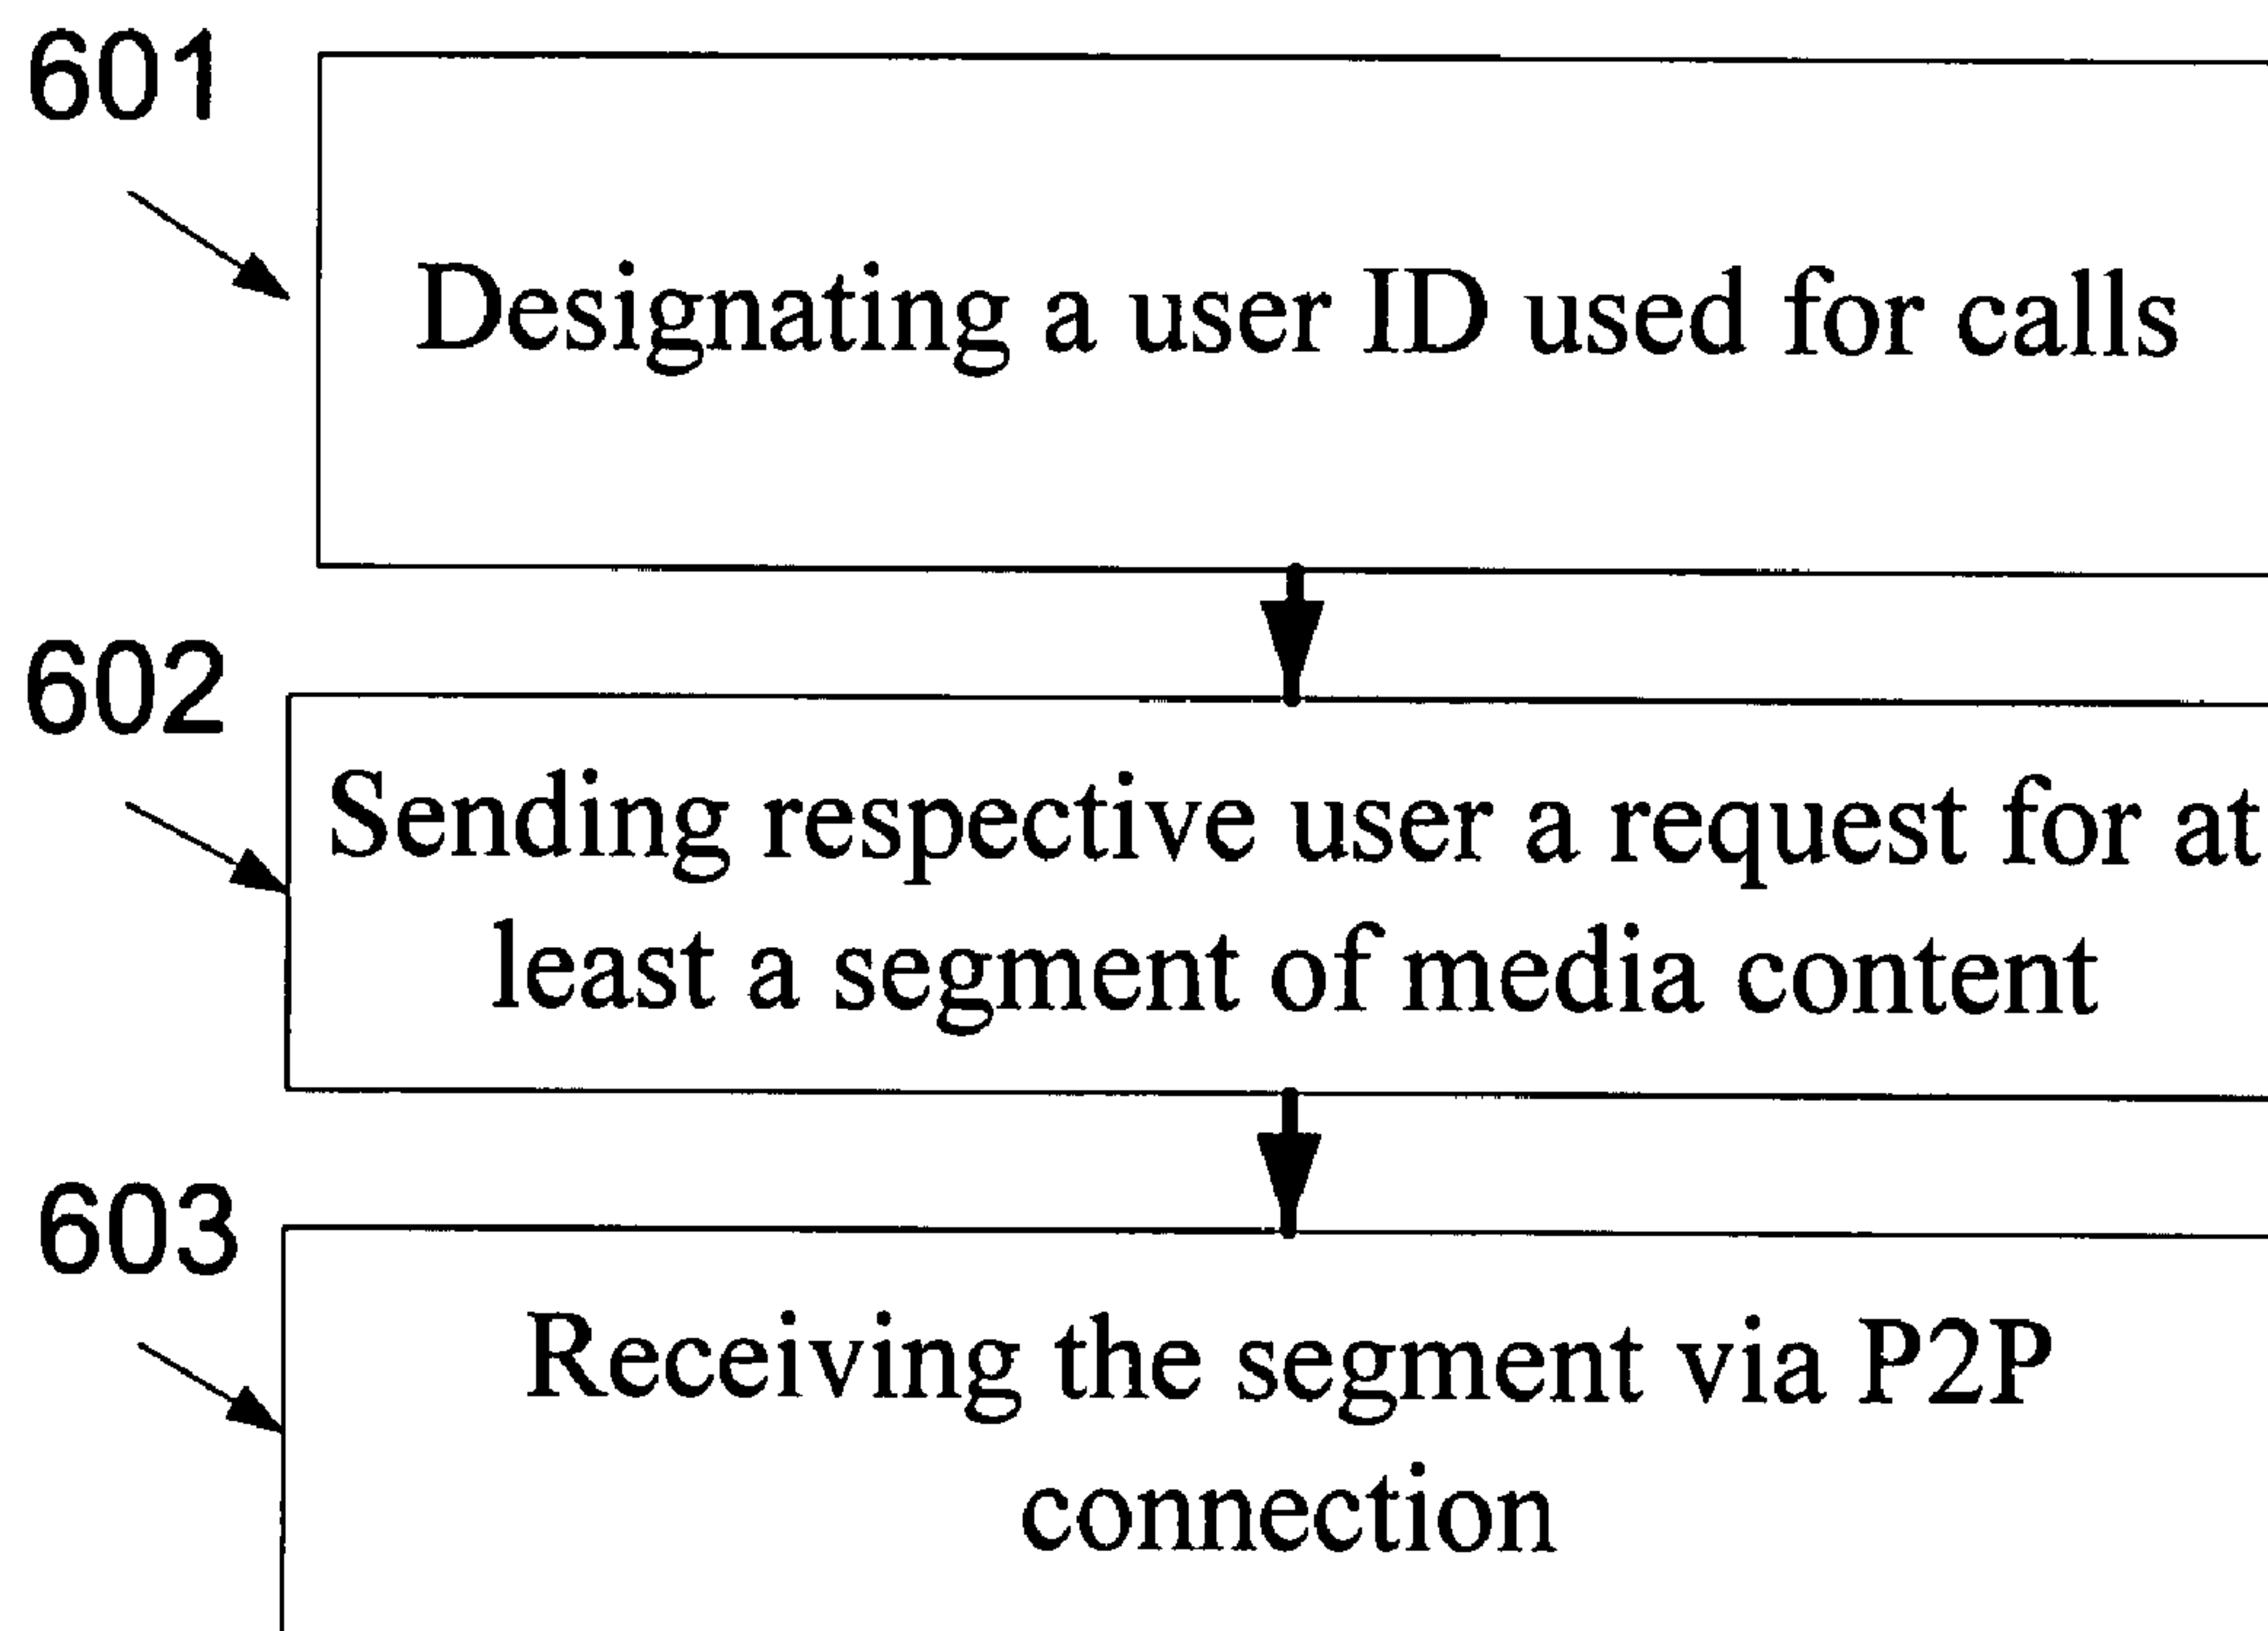 601
Designating a user ID used for calls
602
Sending respective user a request for at
least a segment of media content
603
Receiving the segment via P2P
connection